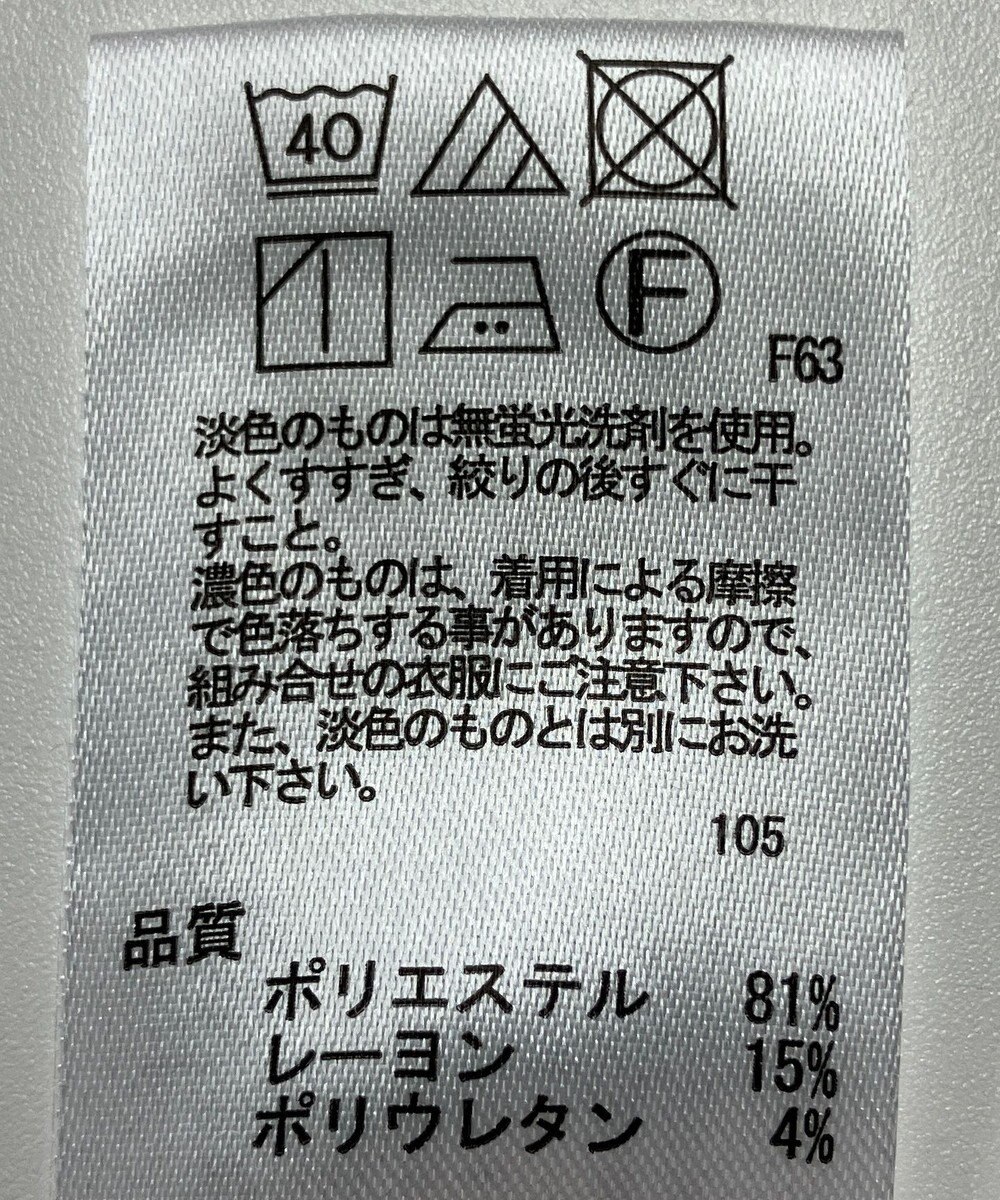 40
F
F63
淡色のものは無蛍光洗剤を使用。
よくすすぎ、絞りの後すぐに干
すこと。
濃色のものは、着用による摩擦
で色落ちする事がありますので、
組み合せの衣服にご注意下さい。
また、淡色のものとは別にお洗
い下さい。
105
品質
ポリエステル 81%
レーヨン 15%
ポリウレタン 4%